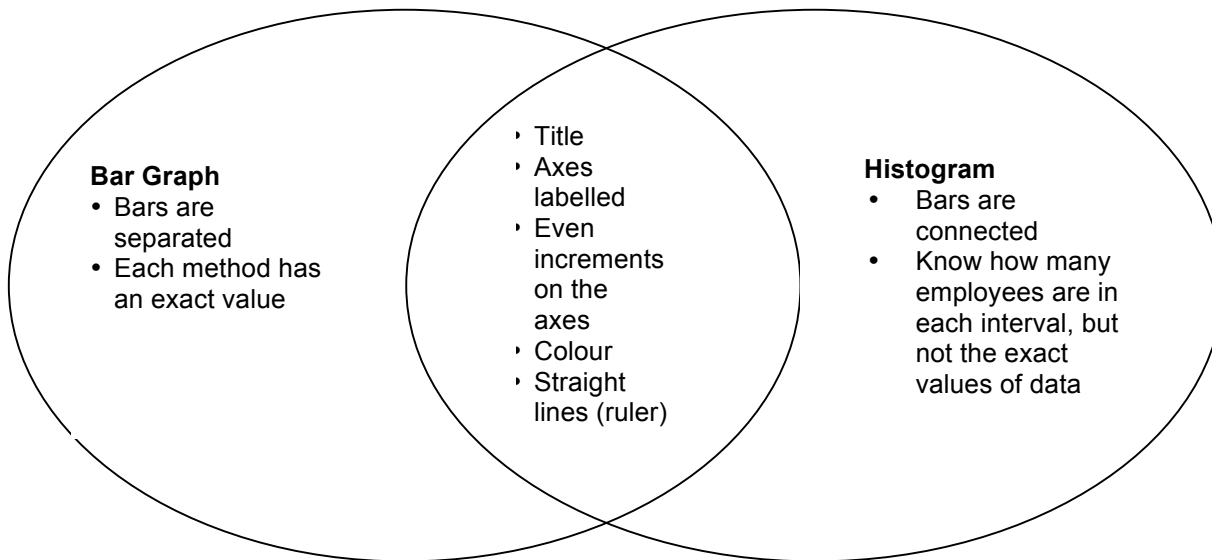 Bar Graph
• Bars are
separated
• Each method has
an exact value
• Title
• Axes
labelled
• Even
increments
on the
axes
• Colour
• Straight
lines (ruler)
Histogram
• Bars are
connected
• Know how many
employees are in
each interval, but
not the exact
values of data